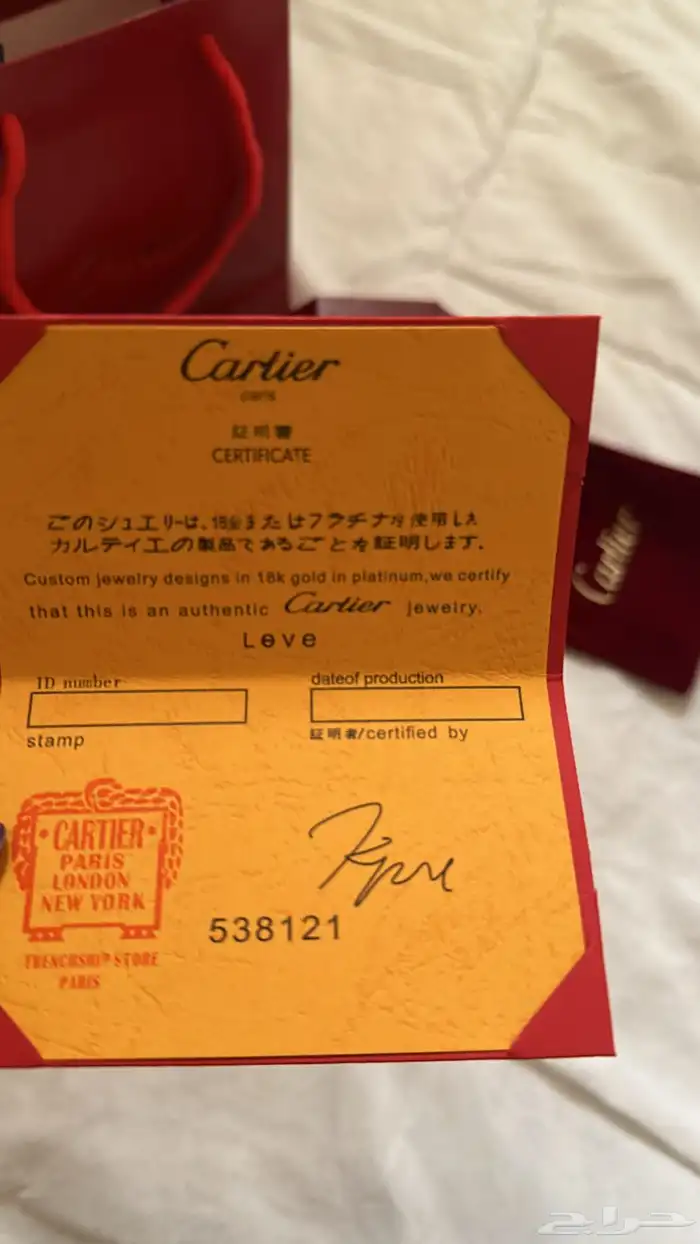 Cartier
paris
証明書
CERTIFICATE
このジュエリーは、18金またはプラチナを使用した
カルティエの製品であることを証明します.
Custom jewelry designs in 18k gold in platinum,we certify
that this is an authentic Cartier jewelry.
Leve
ID number
dateof production
stamp
証明者/certified by
CARTIER
PARIS
LONDON
NEW YORK
538121
STORE
PARIS
Cartier
حراج